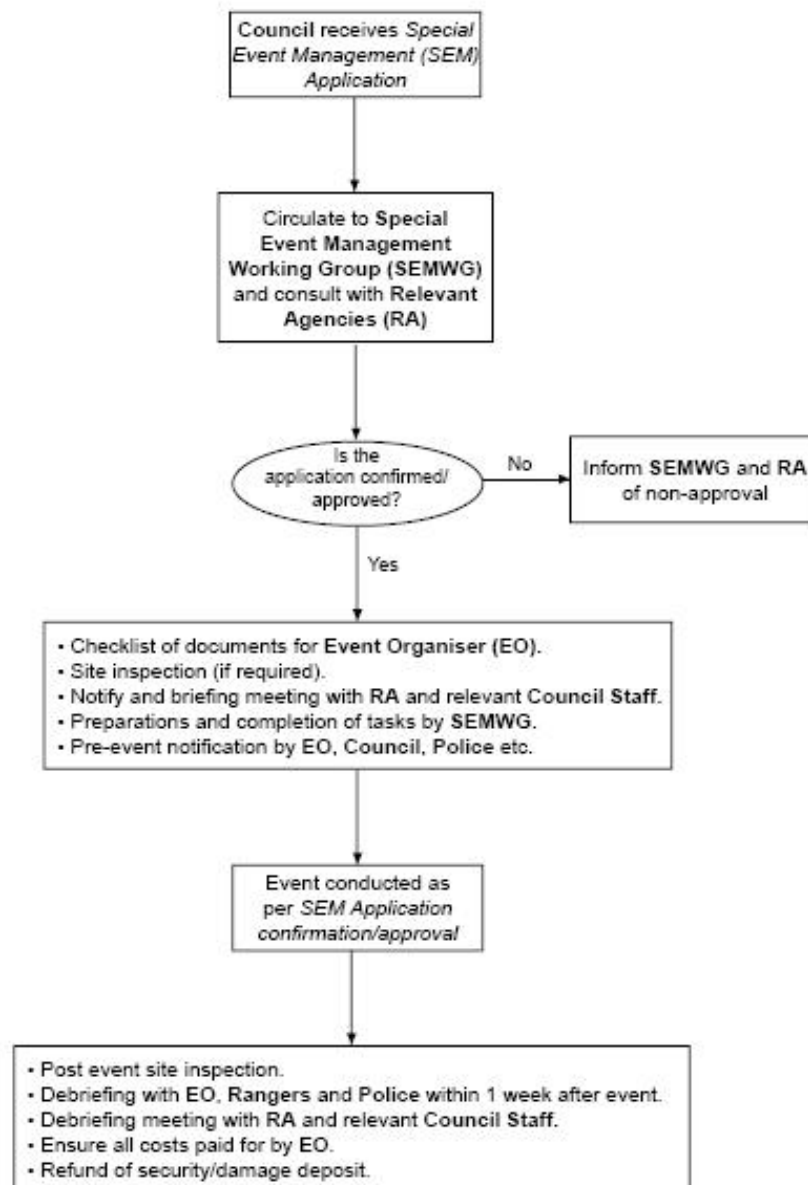 Council receives Special
Event Management (SEM)
Application
Circulate to Special
Event Management
Working Group (SEMWG)
and consult with Relevant
Agencies (RA)
Is the
application confirmed/
approved?
No
Inform SEMWG and RA
of non-approval
Yes
▪ Checklist of documents for Event Organiser (EO).
▪ Site inspection (if required).
▪ Notify and briefing meeting with RA and relevant Council Staff.
▪ Preparations and completion of tasks by SEMWG.
▪ Pre-event notification by EO, Council, Police etc.
Event conducted as
per SEM Application
confirmation/approval
▪ Post event site inspection.
▪ Debriefing with EO, Rangers and Police within 1 week after event.
▪ Debriefing meeting with RA and relevant Council Staff.
▪ Ensure all costs paid for by EO.
▪ Refund of security/damage deposit.